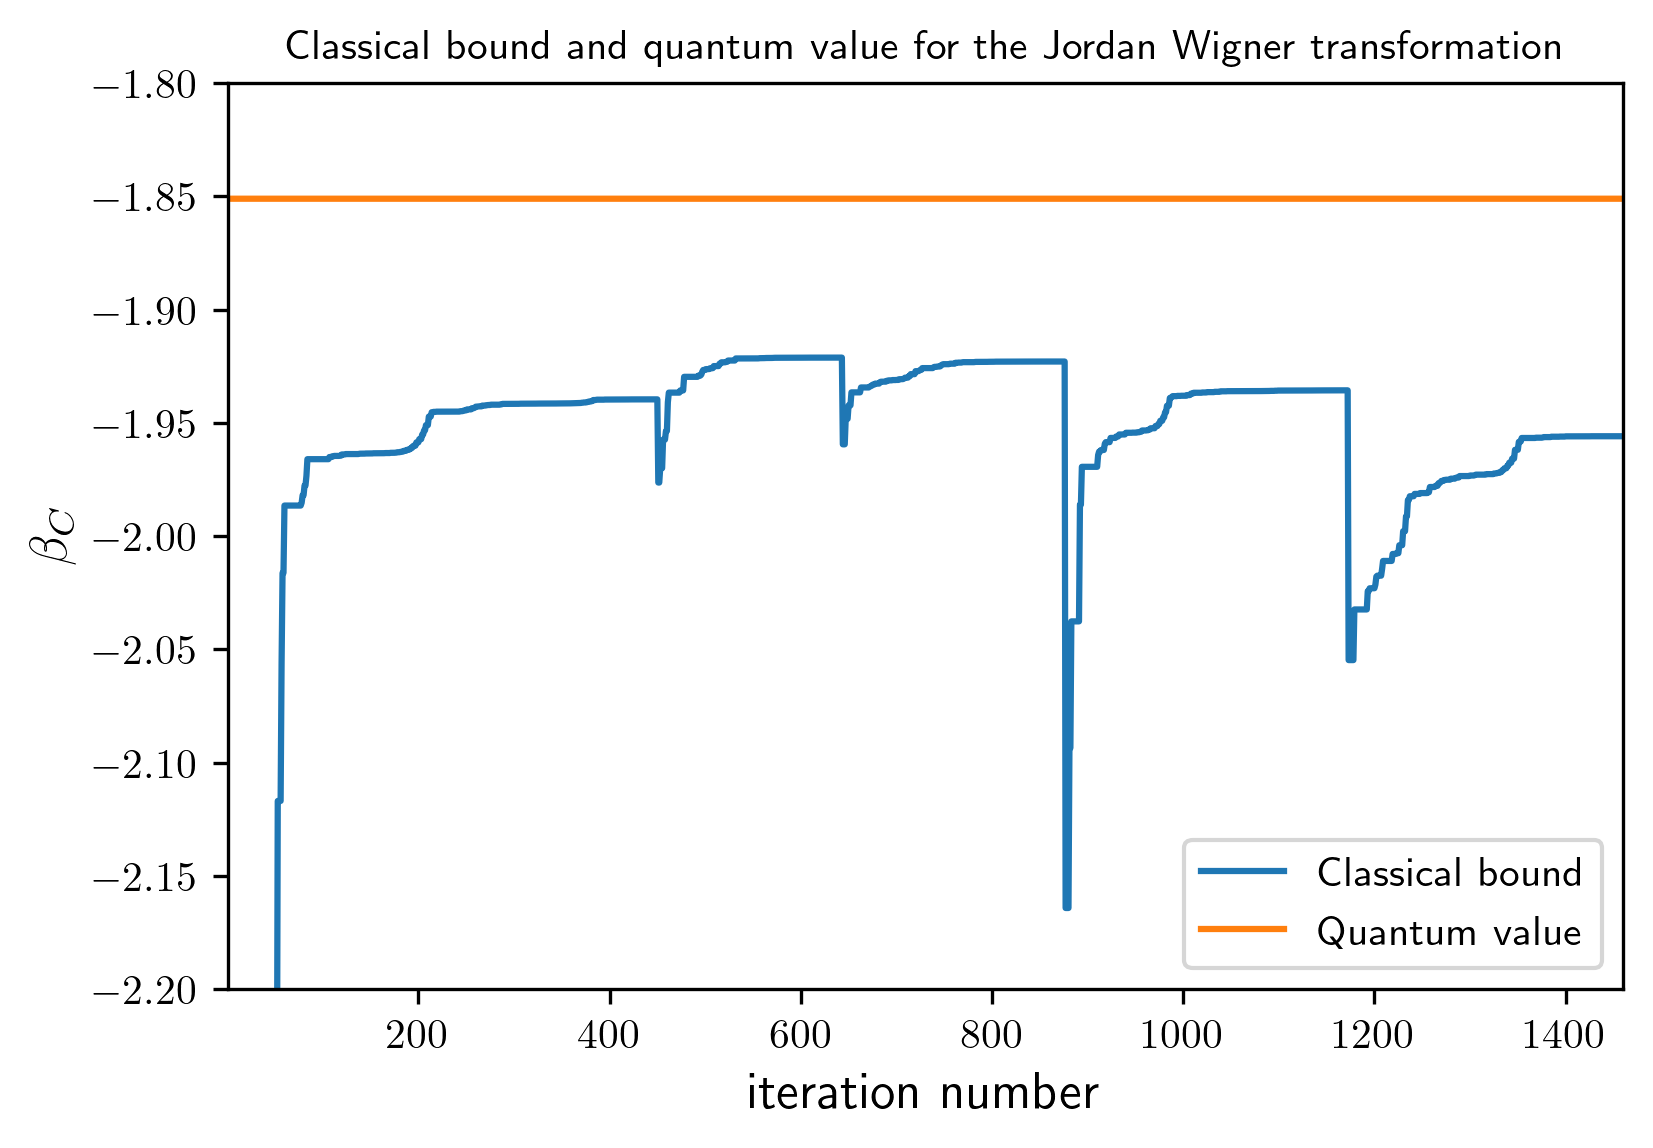 Classical bound and quantum value for the Jordan Wigner transformation
−1.80
−1.85
−1.90
−1.95
−2.00
−2.05
−2.10
−2.15
−2.20
β_C
200 400 600 800 1000 1200 1400
iteration number
Classical bound
Quantum value